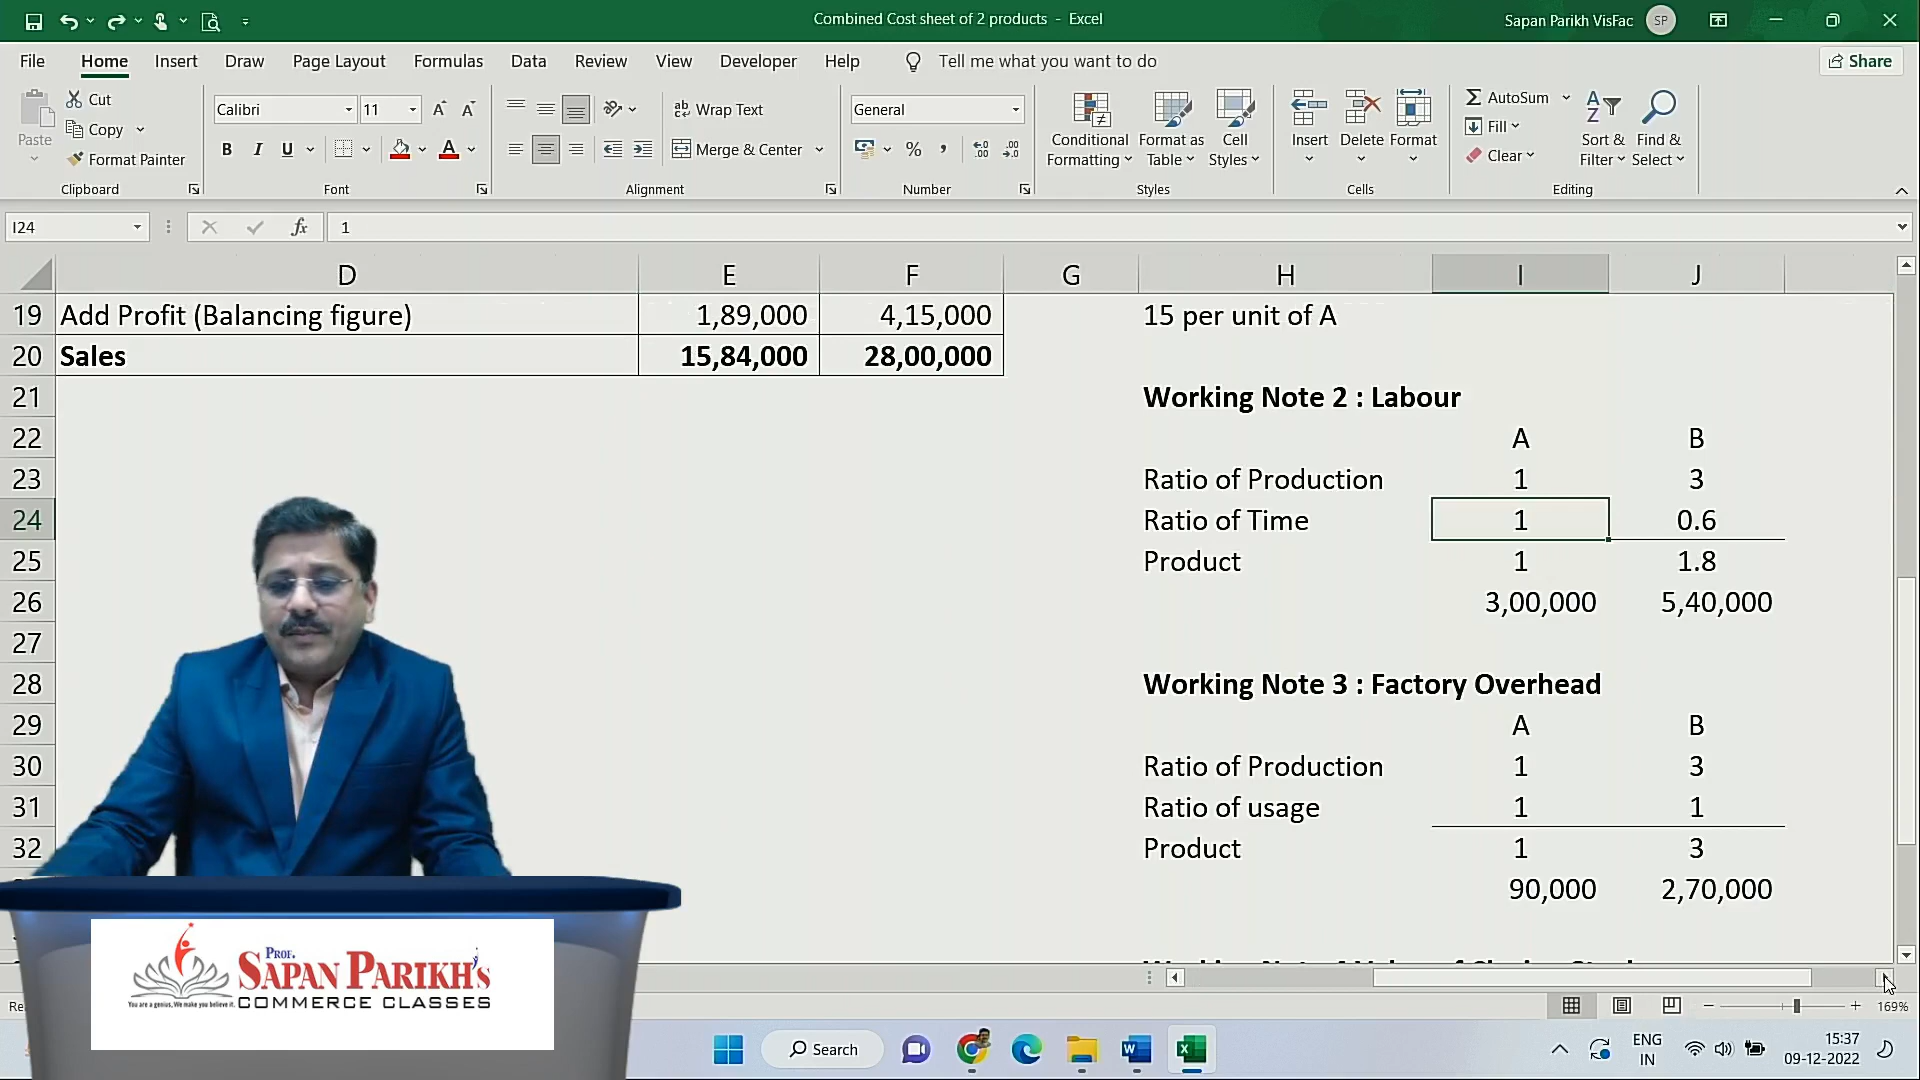 Combined Cost sheet of 2 products - Excel
Sapan Parikh VisFac SP
File Home Insert Draw Page Layout Formulas Data Review View Developer Help Tell me what you want to do Share
Paste
Cut
Copy
Format Painter
Clipboard
Calibri 11
B I U
Font
Wrap Text
Merge & Center
Alignment
General
Number
Conditional Formatting
Format as Table
Cell Styles
Styles
Insert Delete Format
Cells
AutoSum
Fill
Clear
Sort & Filter
Find & Select
Editing
I24 fx 1
D E F G H I J
19 Add Profit (Balancing figure) 1,89,000 4,15,000 15 per unit of A
20 Sales 15,84,000 28,00,000
21 Working Note 2 : Labour
22 A B
23 Ratio of Production 1 3
24 Ratio of Time 1 0.6
25 Product 1 1.8
26 3,00,000 5,40,000
27
28 Working Note 3 : Factory Overhead
29 A B
30 Ratio of Production 1 3
31 Ratio of usage 1 1
32 Product 1 3
90,000 2,70,000
PROF.
SAPAN PARIKH's
You are a genius, We make you believe it.
COMMERCE CLASSES
169%
Search
ENG
IN
15:37
09-12-2022